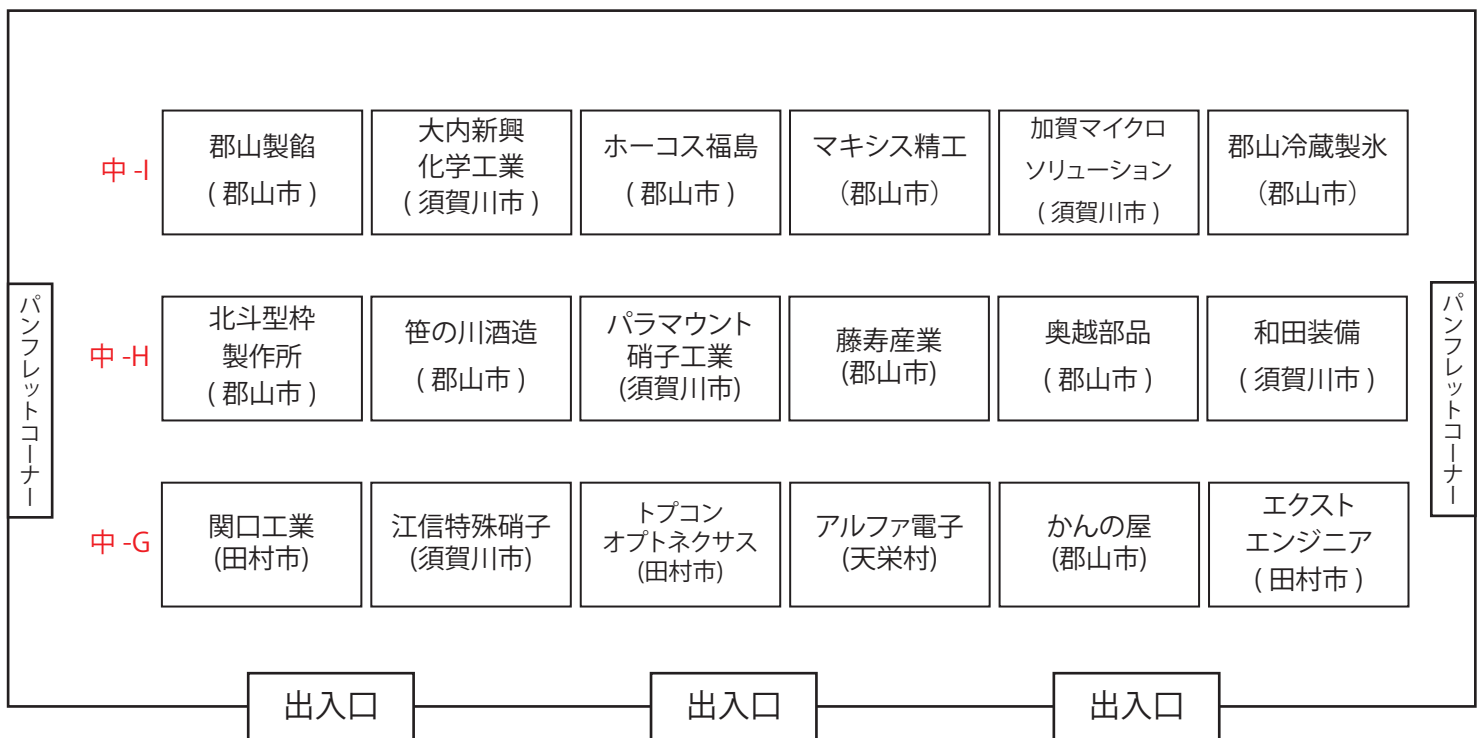 中 -I
郡山製餡
( 郡山市 )
大内新興
化学工業
( 須賀川市 )
ホーコス福島
( 郡山市 )
マキシス精工
（郡山市）
加賀マイクロ
ソリューション
( 須賀川市 )
郡山冷蔵製氷
（郡山市）
パンフレットコーナー
中 -H
北斗型枠
製作所
( 郡山市 )
笹の川酒造
( 郡山市 )
パラマウント
硝子工業
(須賀川市)
藤寿産業
(郡山市)
奥越部品
( 郡山市 )
和田装備
( 須賀川市 )
パンフレットコーナー
中 -G
関口工業
(田村市)
江信特殊硝子
(須賀川市)
トプコン
オプトネクサス
(田村市)
アルファ電子
(天栄村)
かんの屋
(郡山市)
エクスト
エンジニア
( 田村市 )
出入口
出入口
出入口